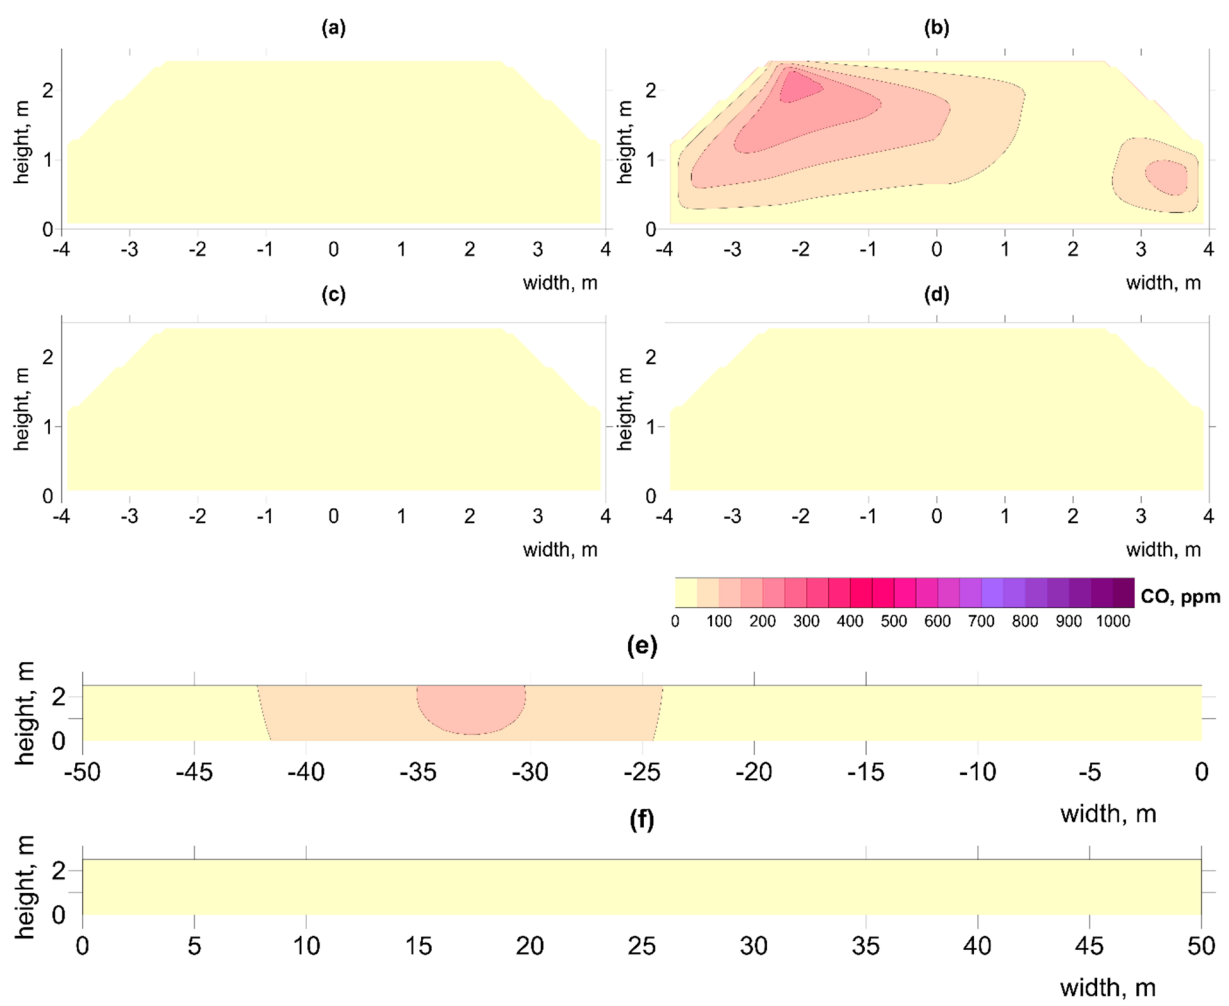 (a) (b)
height, m 2 1 0 height, m 2 1 0
-4 -3 -2 -1 0 1 2 3 4 -4 -3 -2 -1 0 1 2 3 4
width, m width, m
(c) (d)
height, m 2 1 0 height, m 2 1 0
-4 -3 -2 -1 0 1 2 3 4 -4 -3 -2 -1 0 1 2 3 4
width, m width, m
CO, ppm
0 100 200 300 400 500 600 700 800 900 1000
(e)
height, m 2 0
-50 -45 -40 -35 -30 -25 -20 -15 -10 -5 0
width, m
(f)
height, m 2 0
0 5 10 15 20 25 30 35 40 45 50
width, m